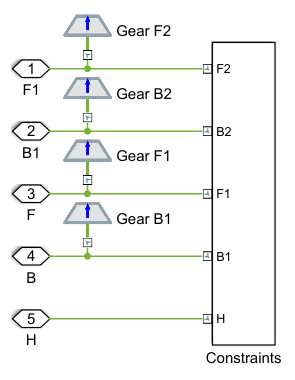 Gear F2
1
F2
F1
Gear B2
2
B2
B1
Gear F1
3
F1
F
Gear B1
4
B1
B
5
H
H
Constraints